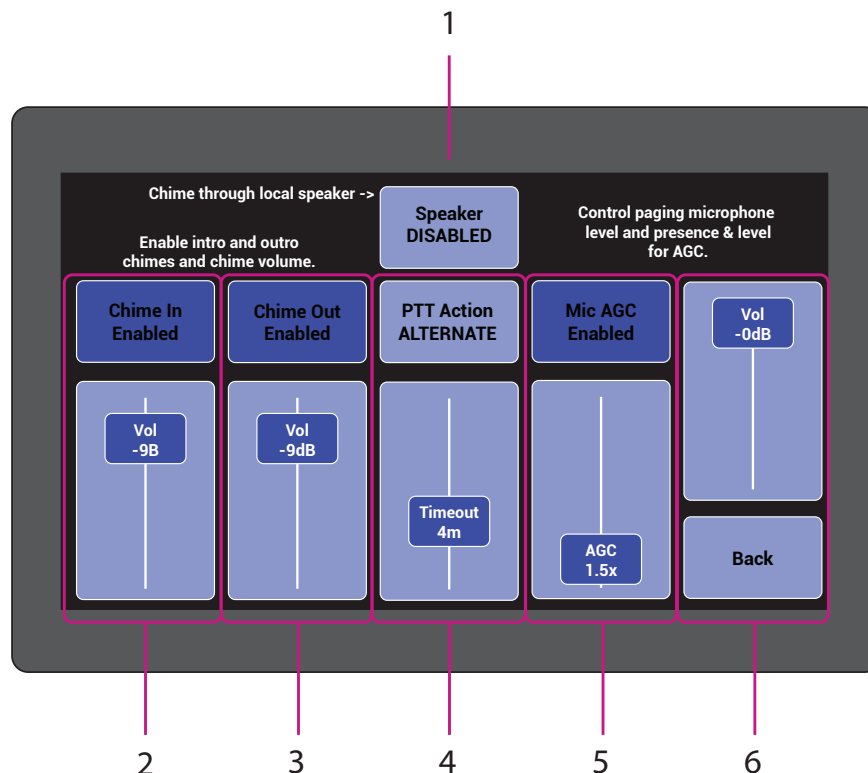 1
Chime through local speaker ->
Speaker
DISABLED
Control paging microphone
level and presence & level
for AGC.
Enable intro and outro
chimes and chime volume.
Chime In
Enabled
Chime Out
Enabled
PTT Action
ALTERNATE
Mic AGC
Enabled
Vol
-0dB
Vol
-9B
Vol
-9dB
Timeout
4m
AGC
1.5x
Back
2
3
4
5
6